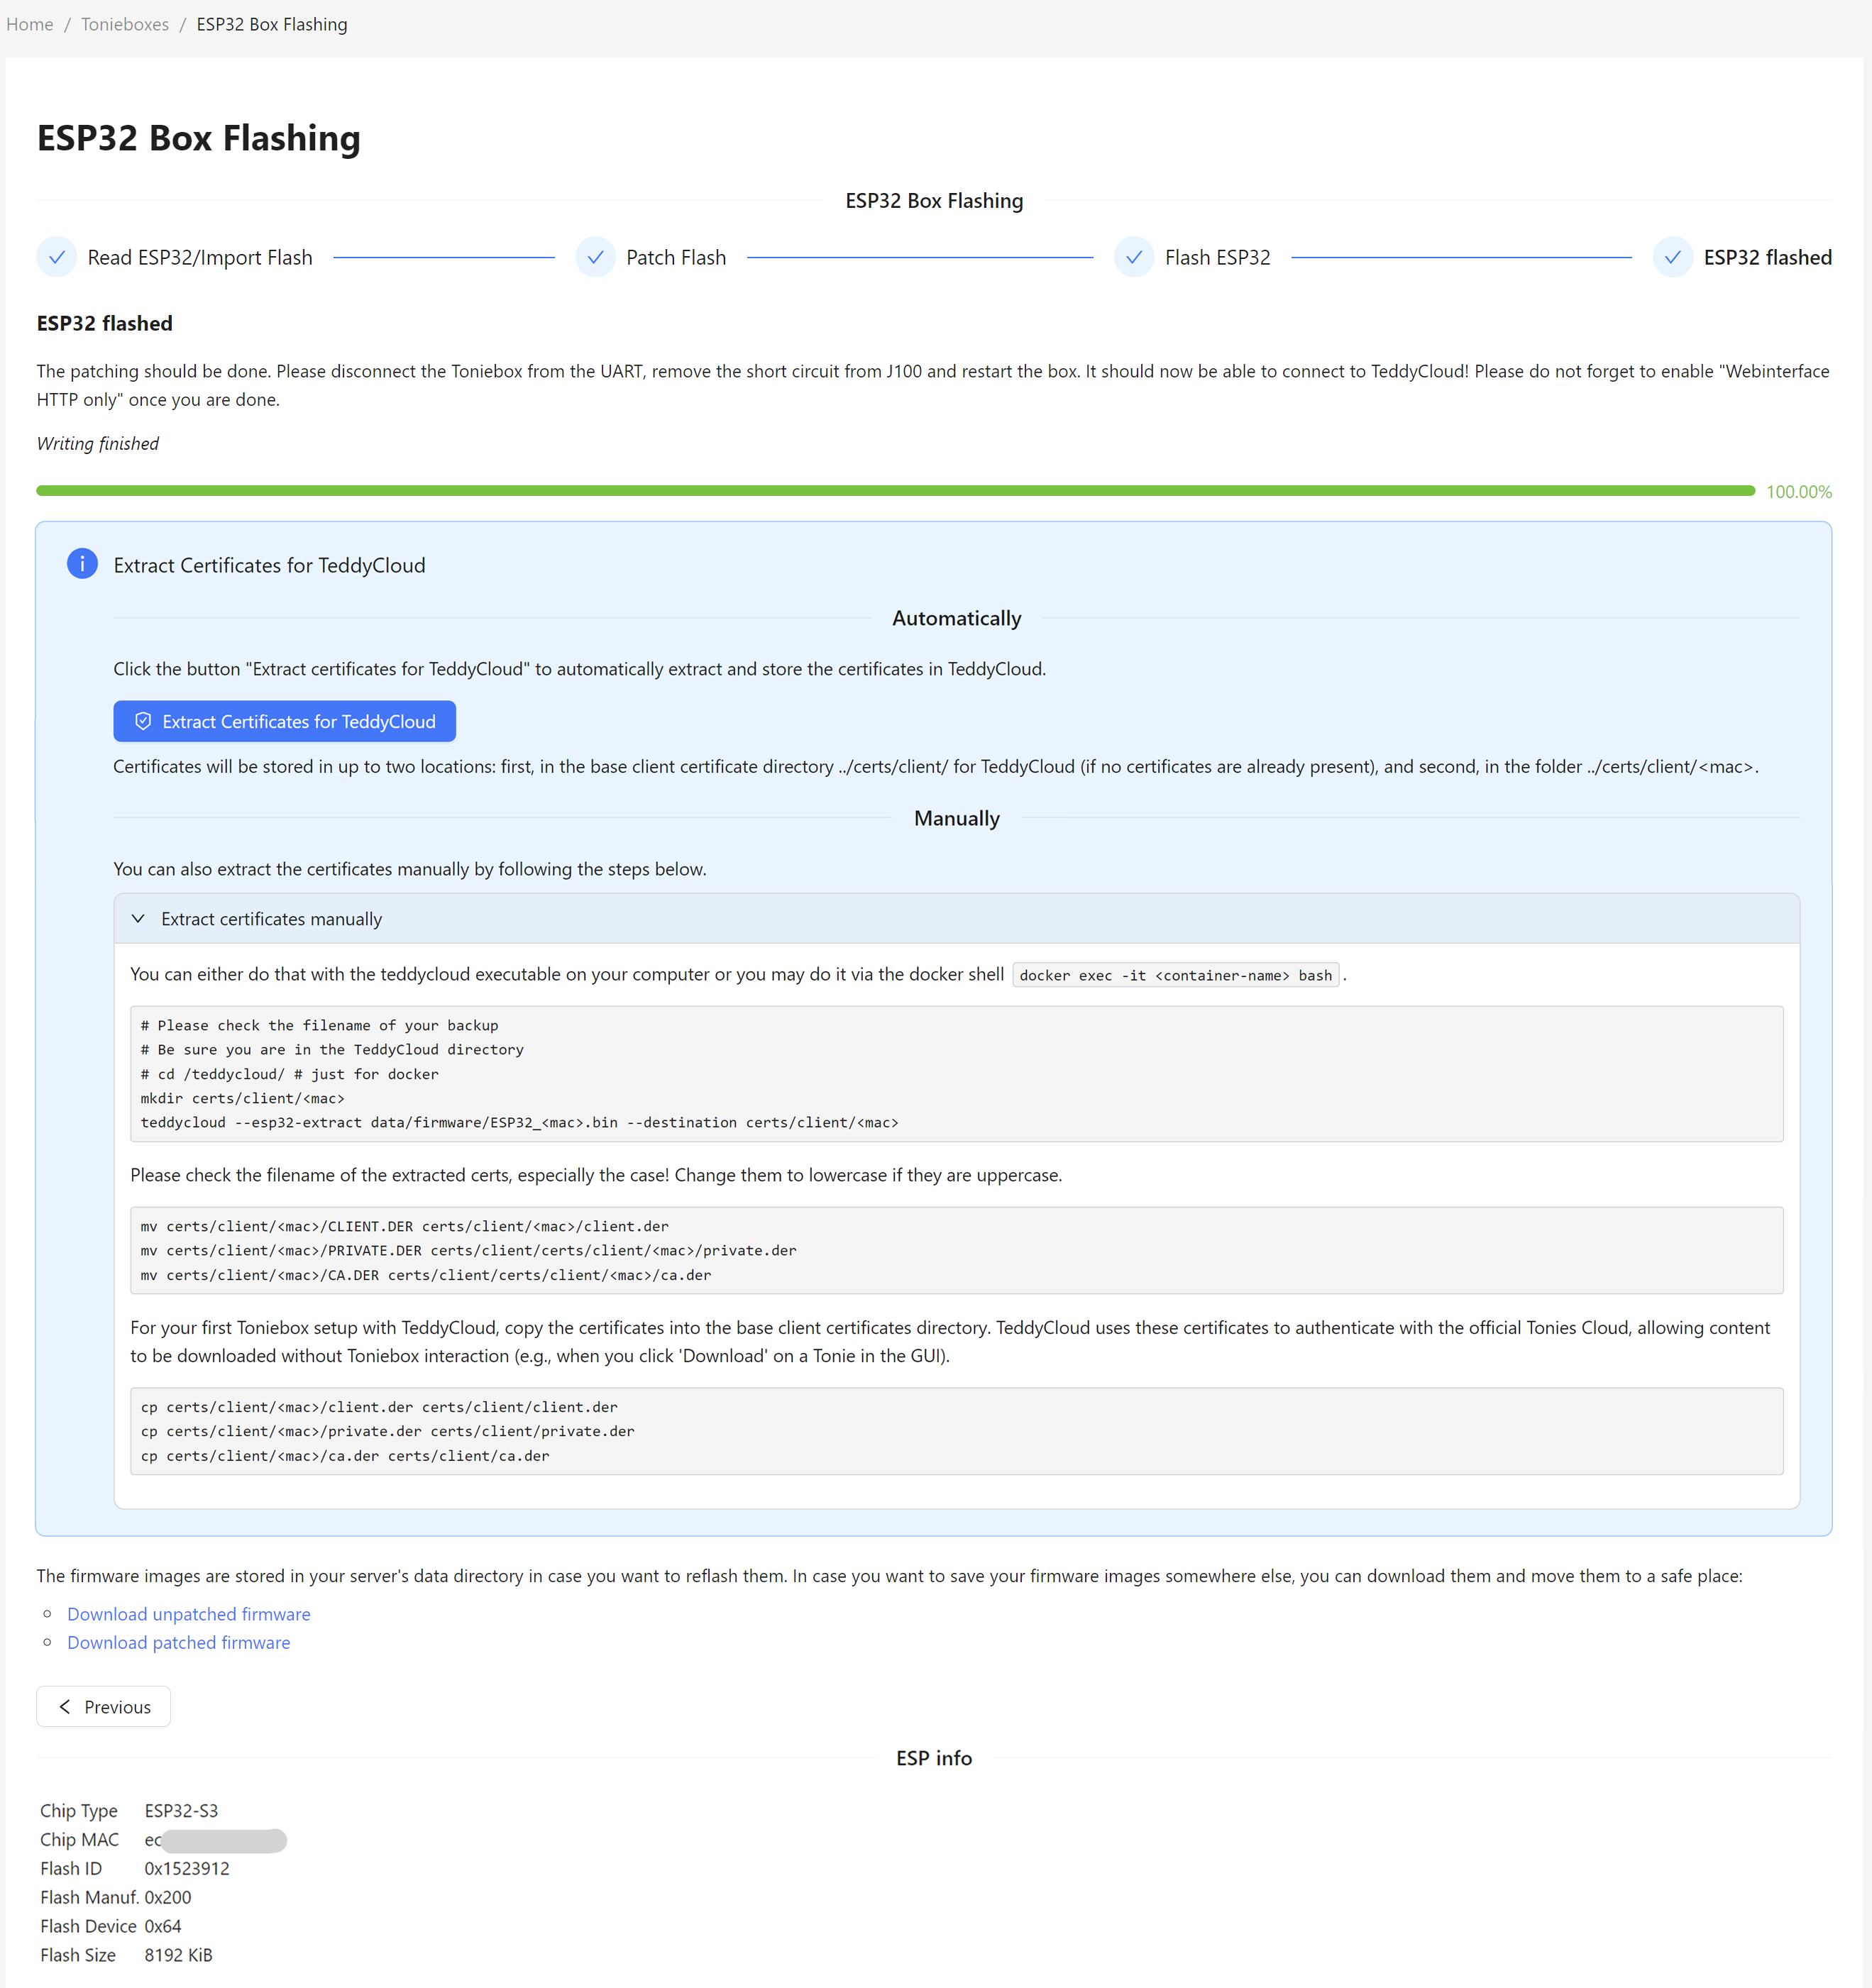 Home / Tonieboxes / ESP32 Box Flashing
ESP32 Box Flashing
ESP32 Box Flashing
Read ESP32/Import Flash
Patch Flash
Flash ESP32
ESP32 flashed
ESP32 flashed
The patching should be done. Please disconnect the Toniebox from the UART, remove the short circuit from J100 and restart the box. It should now be able to connect to TeddyCloud! Please do not forget to enable "Webinterface
HTTP only" once you are done.
Writing finished
100.00%
Extract Certificates for TeddyCloud
Automatically
Click the button "Extract certificates for TeddyCloud" to automatically extract and store the certificates in TeddyCloud.
Extract Certificates for TeddyCloud
Certificates will be stored in up to two locations: first, in the base client certificate directory ../certs/client/ for TeddyCloud (if no certificates are already present), and second, in the folder ../certs/client/<mac>.
Manually
You can also extract the certificates manually by following the steps below.
Extract certificates manually
You can either do that with the teddycloud executable on your computer or you may do it via the docker shell docker exec -it <container-name> bash .
# Please check the filename of your backup
# Be sure you are in the TeddyCloud directory
# cd /teddycloud/ # just for docker
mkdir certs/client/<mac>
teddycloud --esp32-extract data/firmware/ESP32_<mac>.bin --destination certs/client/<mac>
Please check the filename of the extracted certs, especially the case! Change them to lowercase if they are uppercase.
mv certs/client/<mac>/CLIENT.DER certs/client/<mac>/client.der
mv certs/client/<mac>/PRIVATE.DER certs/client/certs/client/<mac>/private.der
mv certs/client/<mac>/CA.DER certs/client/certs/client/<mac>/ca.der
For your first Toniebox setup with TeddyCloud, copy the certificates into the base client certificates directory. TeddyCloud uses these certificates to authenticate with the official Tonies Cloud, allowing content
to be downloaded without Toniebox interaction (e.g., when you click 'Download' on a Tonie in the GUI).
cp certs/client/<mac>/client.der certs/client/client.der
cp certs/client/<mac>/private.der certs/client/private.der
cp certs/client/<mac>/ca.der certs/client/ca.der
The firmware images are stored in your server's data directory in case you want to reflash them. In case you want to save your firmware images somewhere else, you can download them and move them to a safe place:
Download unpatched firmware
Download patched firmware
Previous
ESP info
Chip Type ESP32-S3
Chip MAC ec
Flash ID 0x1523912
Flash Manuf. 0x200
Flash Device 0x64
Flash Size 8192 KiB